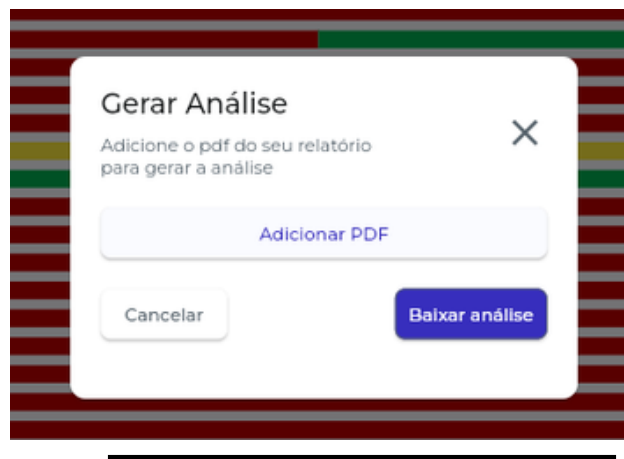 Gerar Análise
Adicione o pdf do seu relatório
para gerar a análise
Adicionar PDF
Cancelar
Baixar análise